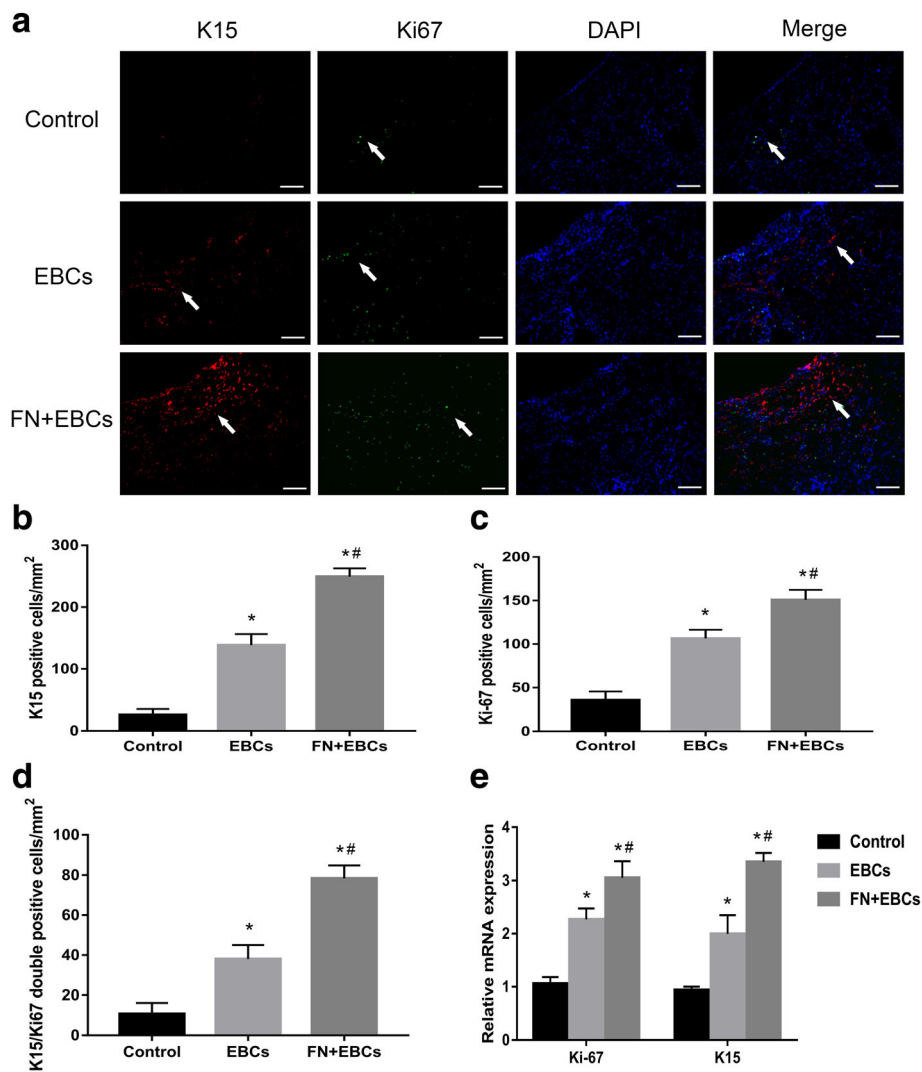 a
K15 Ki67 DAPI Merge
Control
EBCs
FN+EBCs
b
K15 positive cells/mm²
300
200
100
0
*
*#
Control EBCs FN+EBCs
c
Ki-67 positive cells/mm²
200
150
100
50
0
*
*#
Control EBCs FN+EBCs
d
K15/Ki67 double positive cells/mm²
100
80
60
40
20
0
*
*#
Control EBCs FN+EBCs
e
Relative mRNA expression
4
3
2
1
0
*
*#
*
*#
Ki-67 K15
Control
EBCs
FN+EBCs